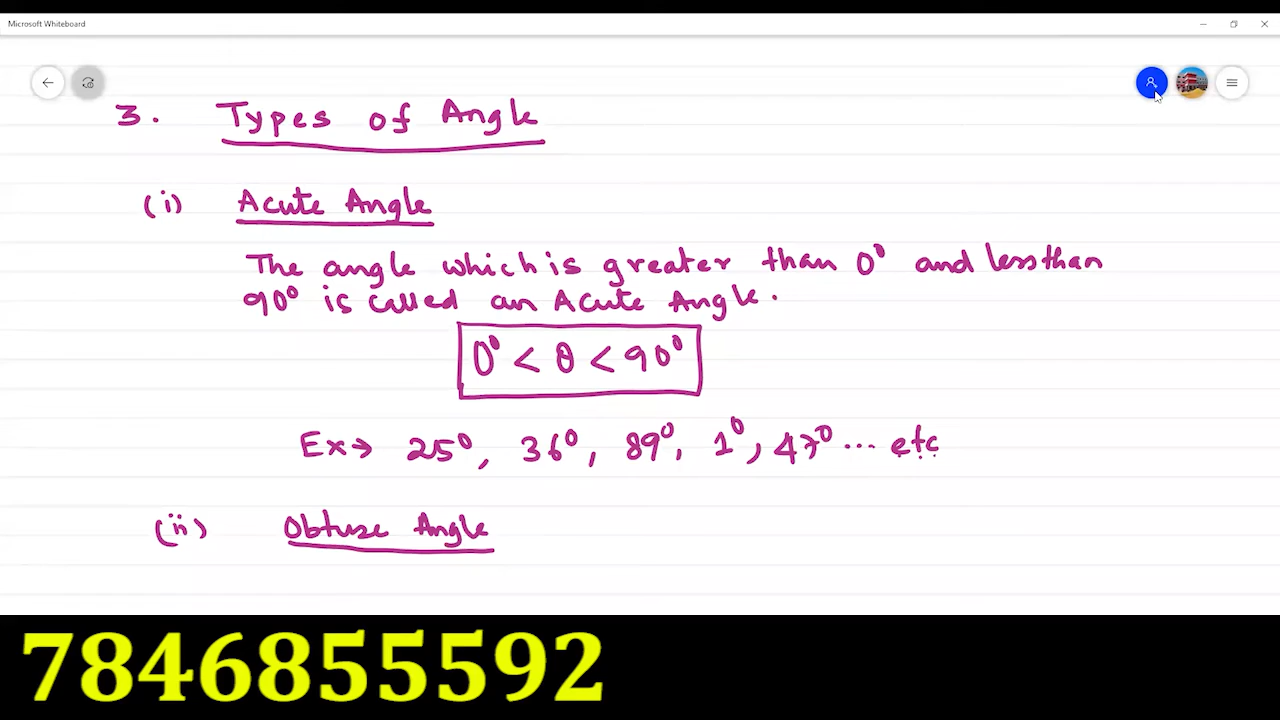 Microsoft Whiteboard
3. Types of Angle
(i) Acute Angle
The angle which is greater than 0° and less than
90° is called an Acute Angle.
0° < θ < 90°
Ex→ 25°, 36°, 89°, 1°, 47° ... etc
(ii) Obtuse Angle
7846855592